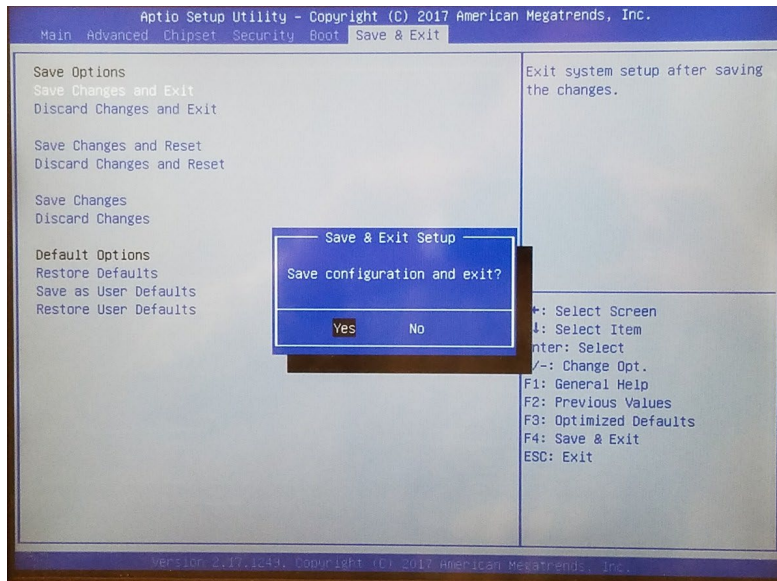 Aptio Setup Utility – Copyright (C) 2017 American Megatrends, Inc.
Main Advanced Chipset Security Boot Save & Exit
Save Options
Save Changes and Exit
Discard Changes and Exit
Save Changes and Reset
Discard Changes and Reset
Save Changes
Discard Changes
Default Options
Restore Defaults
Save as User Defaults
Restore User Defaults
Exit system setup after saving
the changes.
Save & Exit Setup
Save configuration and exit?
Yes No
: Select Screen
: Select Item
nter: Select
/-: Change Opt.
F1: General Help
F2: Previous Values
F3: Optimized Defaults
F4: Save & Exit
ESC: Exit
Version 2.17.1249. Copyright (C) 2017 American Megatrends, Inc.